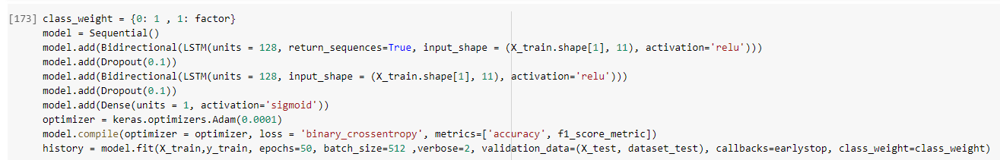 [173] class_weight = {0: 1 , 1: factor}
model = Sequential()
model.add(Bidirectional(LSTM(units = 128, return_sequences=True, input_shape = (X_train.shape[1], 11), activation='relu')))
model.add(Dropout(0.1))
model.add(Bidirectional(LSTM(units = 128, input_shape = (X_train.shape[1], 11), activation='relu')))
model.add(Dropout(0.1))
model.add(Dense(units = 1, activation='sigmoid'))
optimizer = keras.optimizers.Adam(0.0001)
model.compile(optimizer = optimizer, loss = 'binary_crossentropy', metrics=['accuracy', f1_score_metric])
history = model.fit(X_train,y_train, epochs=50, batch_size=512 ,verbose=2, validation_data=(X_test, dataset_test), callbacks=earlystop, class_weight=class_weight)